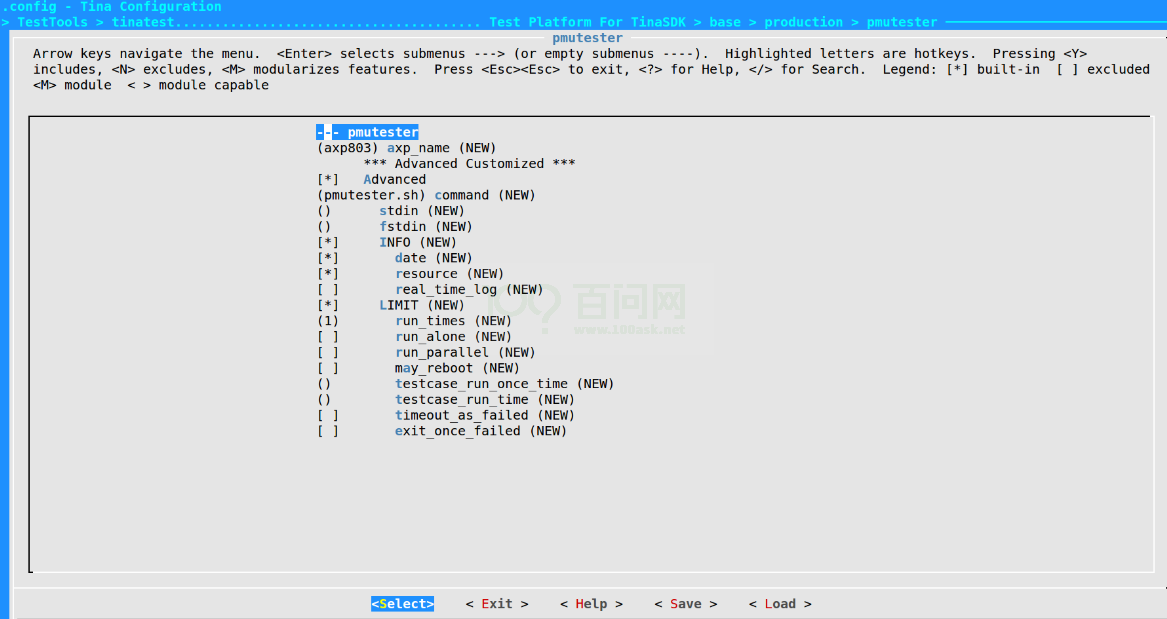 .config - Tina Configuration
> TestTools > tinatest....................................... Test Platform For TinaSDK > base > production > pmutester
pmutester
Arrow keys navigate the menu.  <Enter> selects submenus ---> (or empty submenus ----).  Highlighted letters are hotkeys.  Pressing <Y>
includes, <N> excludes, <M> modularizes features.  Press <Esc><Esc> to exit, <?> for Help, </> for Search.  Legend: [*] built-in  [ ] excluded
<M> module  < > module capable
--- pmutester
(axp803) axp_name (NEW)
*** Advanced Customized ***
[*]   Advanced
(pmutester.sh) command (NEW)
()      stdin (NEW)
()      fstdin (NEW)
[*]     INFO (NEW)
[*]       date (NEW)
[*]       resource (NEW)
[ ]       real_time_log (NEW)
[*]     LIMIT (NEW)
(1)       run_times (NEW)
[ ]       run_alone (NEW)
[ ]       run_parallel (NEW)
[ ]       may_reboot (NEW)
()        testcase_run_once_time (NEW)
()        testcase_run_time (NEW)
[ ]       timeout_as_failed (NEW)
[ ]       exit_once_failed (NEW)
百问网
www.100ask.net
<Select>    < Exit >    < Help >    < Save >    < Load >